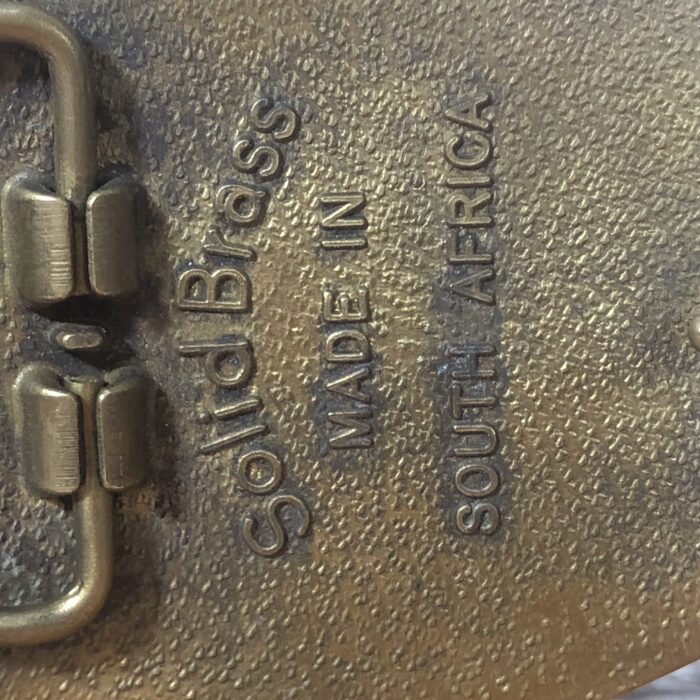 Solid Brass
MADE IN
SOUTH AFRICA